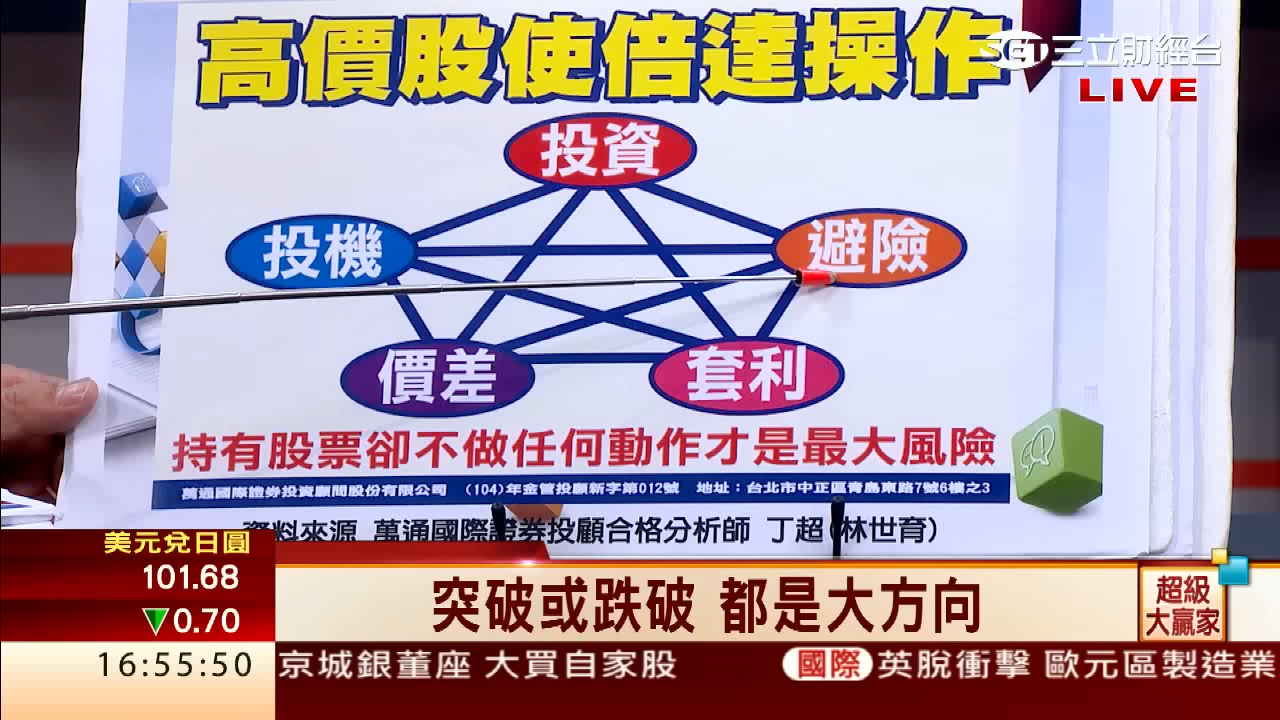 高價股使倍達操作
SET三立財經台
LIVE
投資
投機
避險
價差
套利
持有股票卻不做任何動作才是最大風險
萬通國際證券投資顧問股份有限公司 (104)年金管投顧新字第012號 地址：台北市中正區青島東路7號6樓之3
資料來源 萬通國際證券投顧合格分析師 丁超(林世育)
美元兌日圓
101.68
▼0.70
突破或跌破 都是大方向
超級
大贏家
16:55:50
京城銀董座 大買自家股
國際 英脫衝擊 歐元區製造業